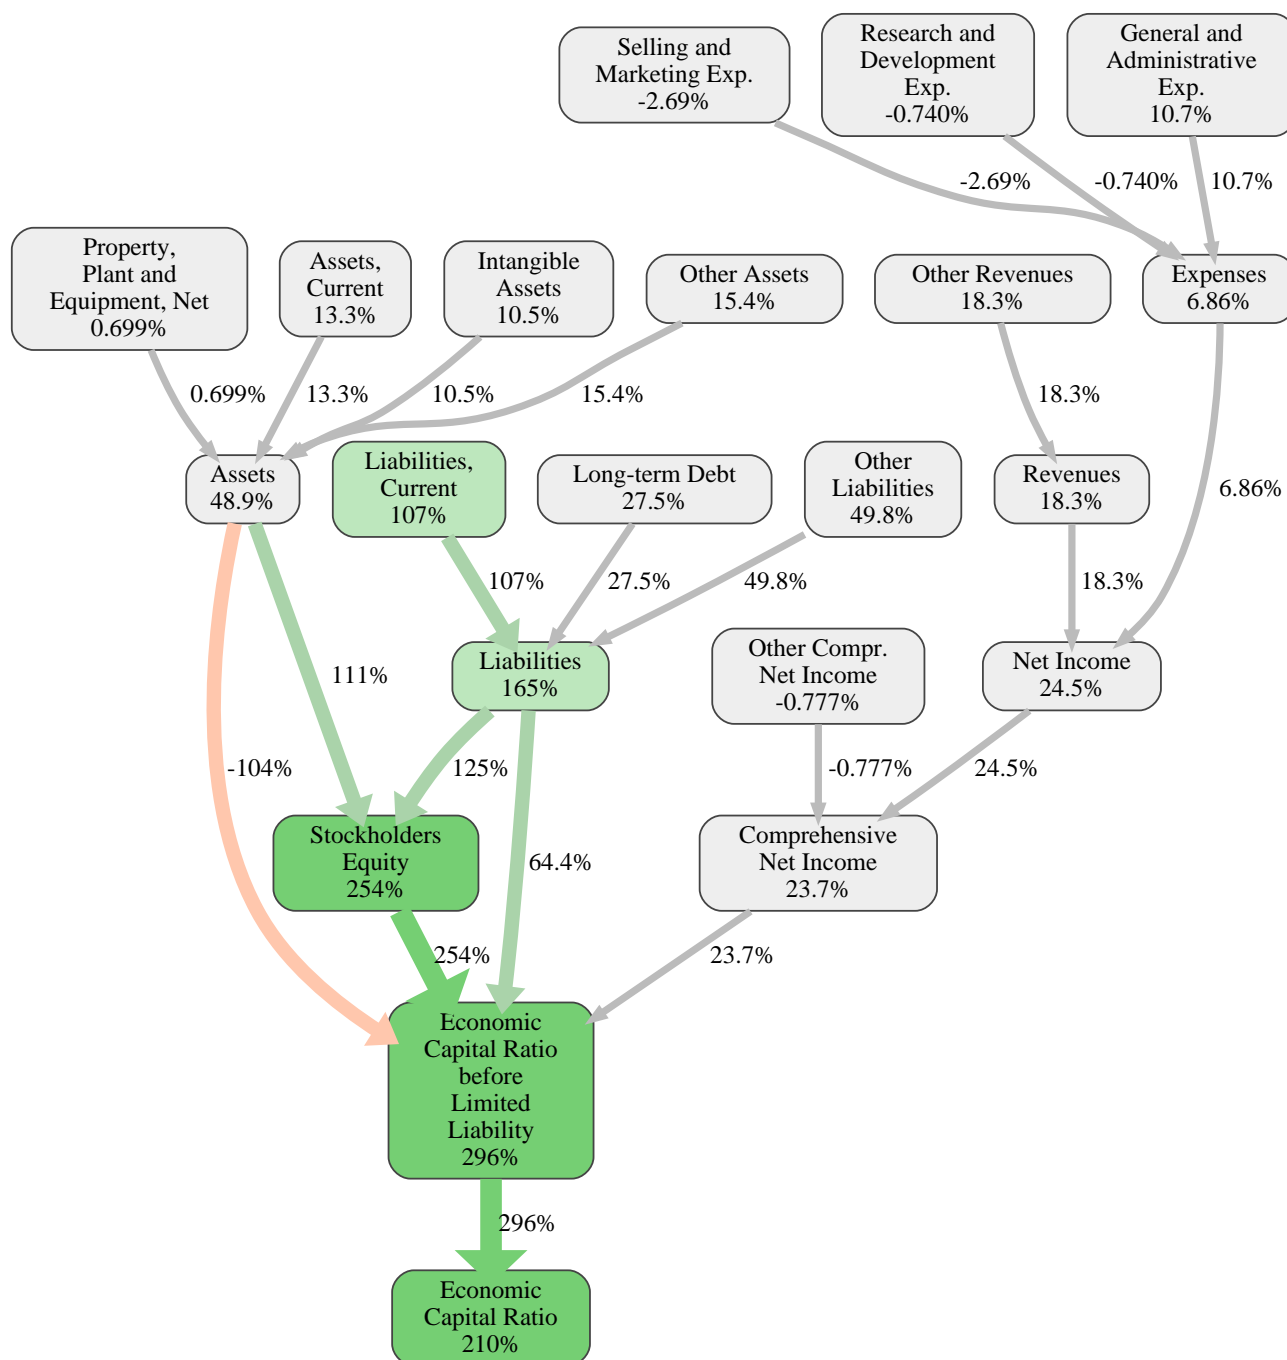 Selling and
Marketing Exp.
-2.69%
Research and
Development
Exp.
-0.740%
General and
Administrative
Exp.
10.7%
-2.69%
-0.740%
10.7%
Property,
Plant and
Equipment, Net
0.699%
Assets,
Current
13.3%
Intangible
Assets
10.5%
Other Assets
15.4%
Other Revenues
18.3%
Expenses
6.86%
0.699%
13.3%
10.5%
15.4%
18.3%
6.86%
Assets
48.9%
Liabilities,
Current
107%
Long-term Debt
27.5%
Other
Liabilities
49.8%
Revenues
18.3%
107%
27.5%
49.8%
18.3%
111%
Liabilities
165%
Other Compr.
Net Income
-0.777%
Net Income
24.5%
-104%
125%
-0.777%
24.5%
Stockholders
Equity
254%
64.4%
Comprehensive
Net Income
23.7%
254%
23.7%
Economic
Capital Ratio
before
Limited
Liability
296%
296%
Economic
Capital Ratio
210%